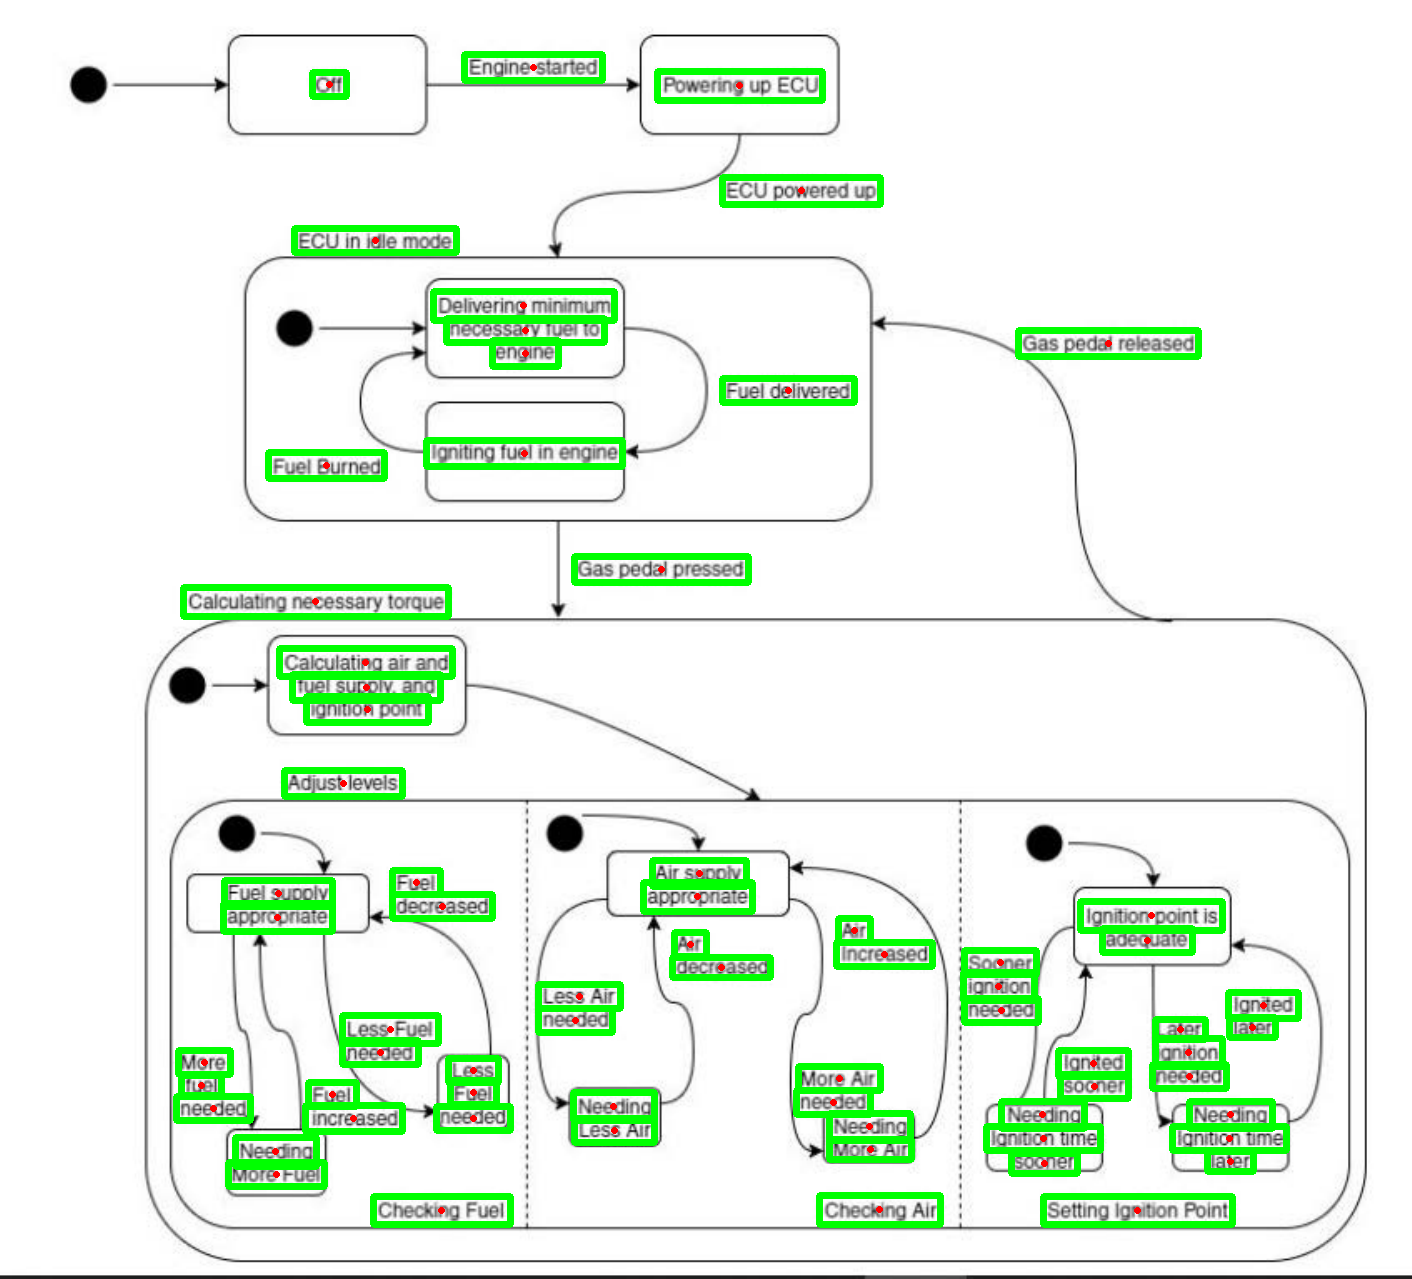 Off
Engine started
Powering up ECU
ECU powered up
ECU in idle mode
Delivering minimum
necessary fuel to
engine
Gas pedal released
Fuel delivered
Igniting fuel in engine
Fuel Burned
Gas pedal pressed
Calculating necessary torque
Calculating air and
fuel supply, and
ignition point
Adjust levels
Fuel supply
appropriate
Fuel
decreased
Less Fuel
needed
More
fuel
needed
Fuel
increased
Less
Fuel
needed
Needing
More Fuel
Checking Fuel
Air supply
appropriate
Air
decreased
Air
Increased
Less Air
needed
More Air
needed
Needing
Less Air
Needing
More Air
Checking Air
Ignition point is
adequate
Sooner
ignition
needed
Ignited
later
Later
ignition
needed
Ignited
sooner
Needing
Ignition time
sooner
Needing
Ignition time
later
Setting Ignition Point